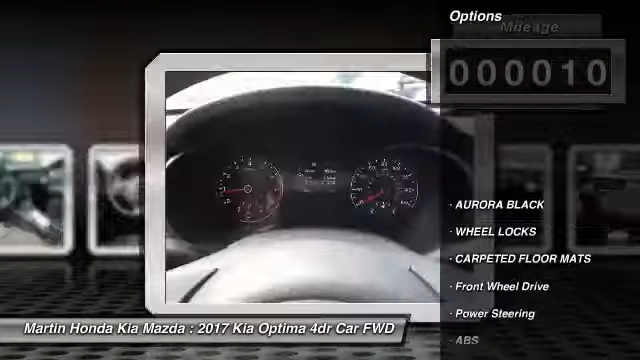 Options
Mileage
000010
· AURORA BLACK
· WHEEL LOCKS
· CARPETED FLOOR MATS
· Front Wheel Drive
· Power Steering
· ABS
Martin Honda Kia Mazda : 2017 Kia Optima 4dr Car FWD